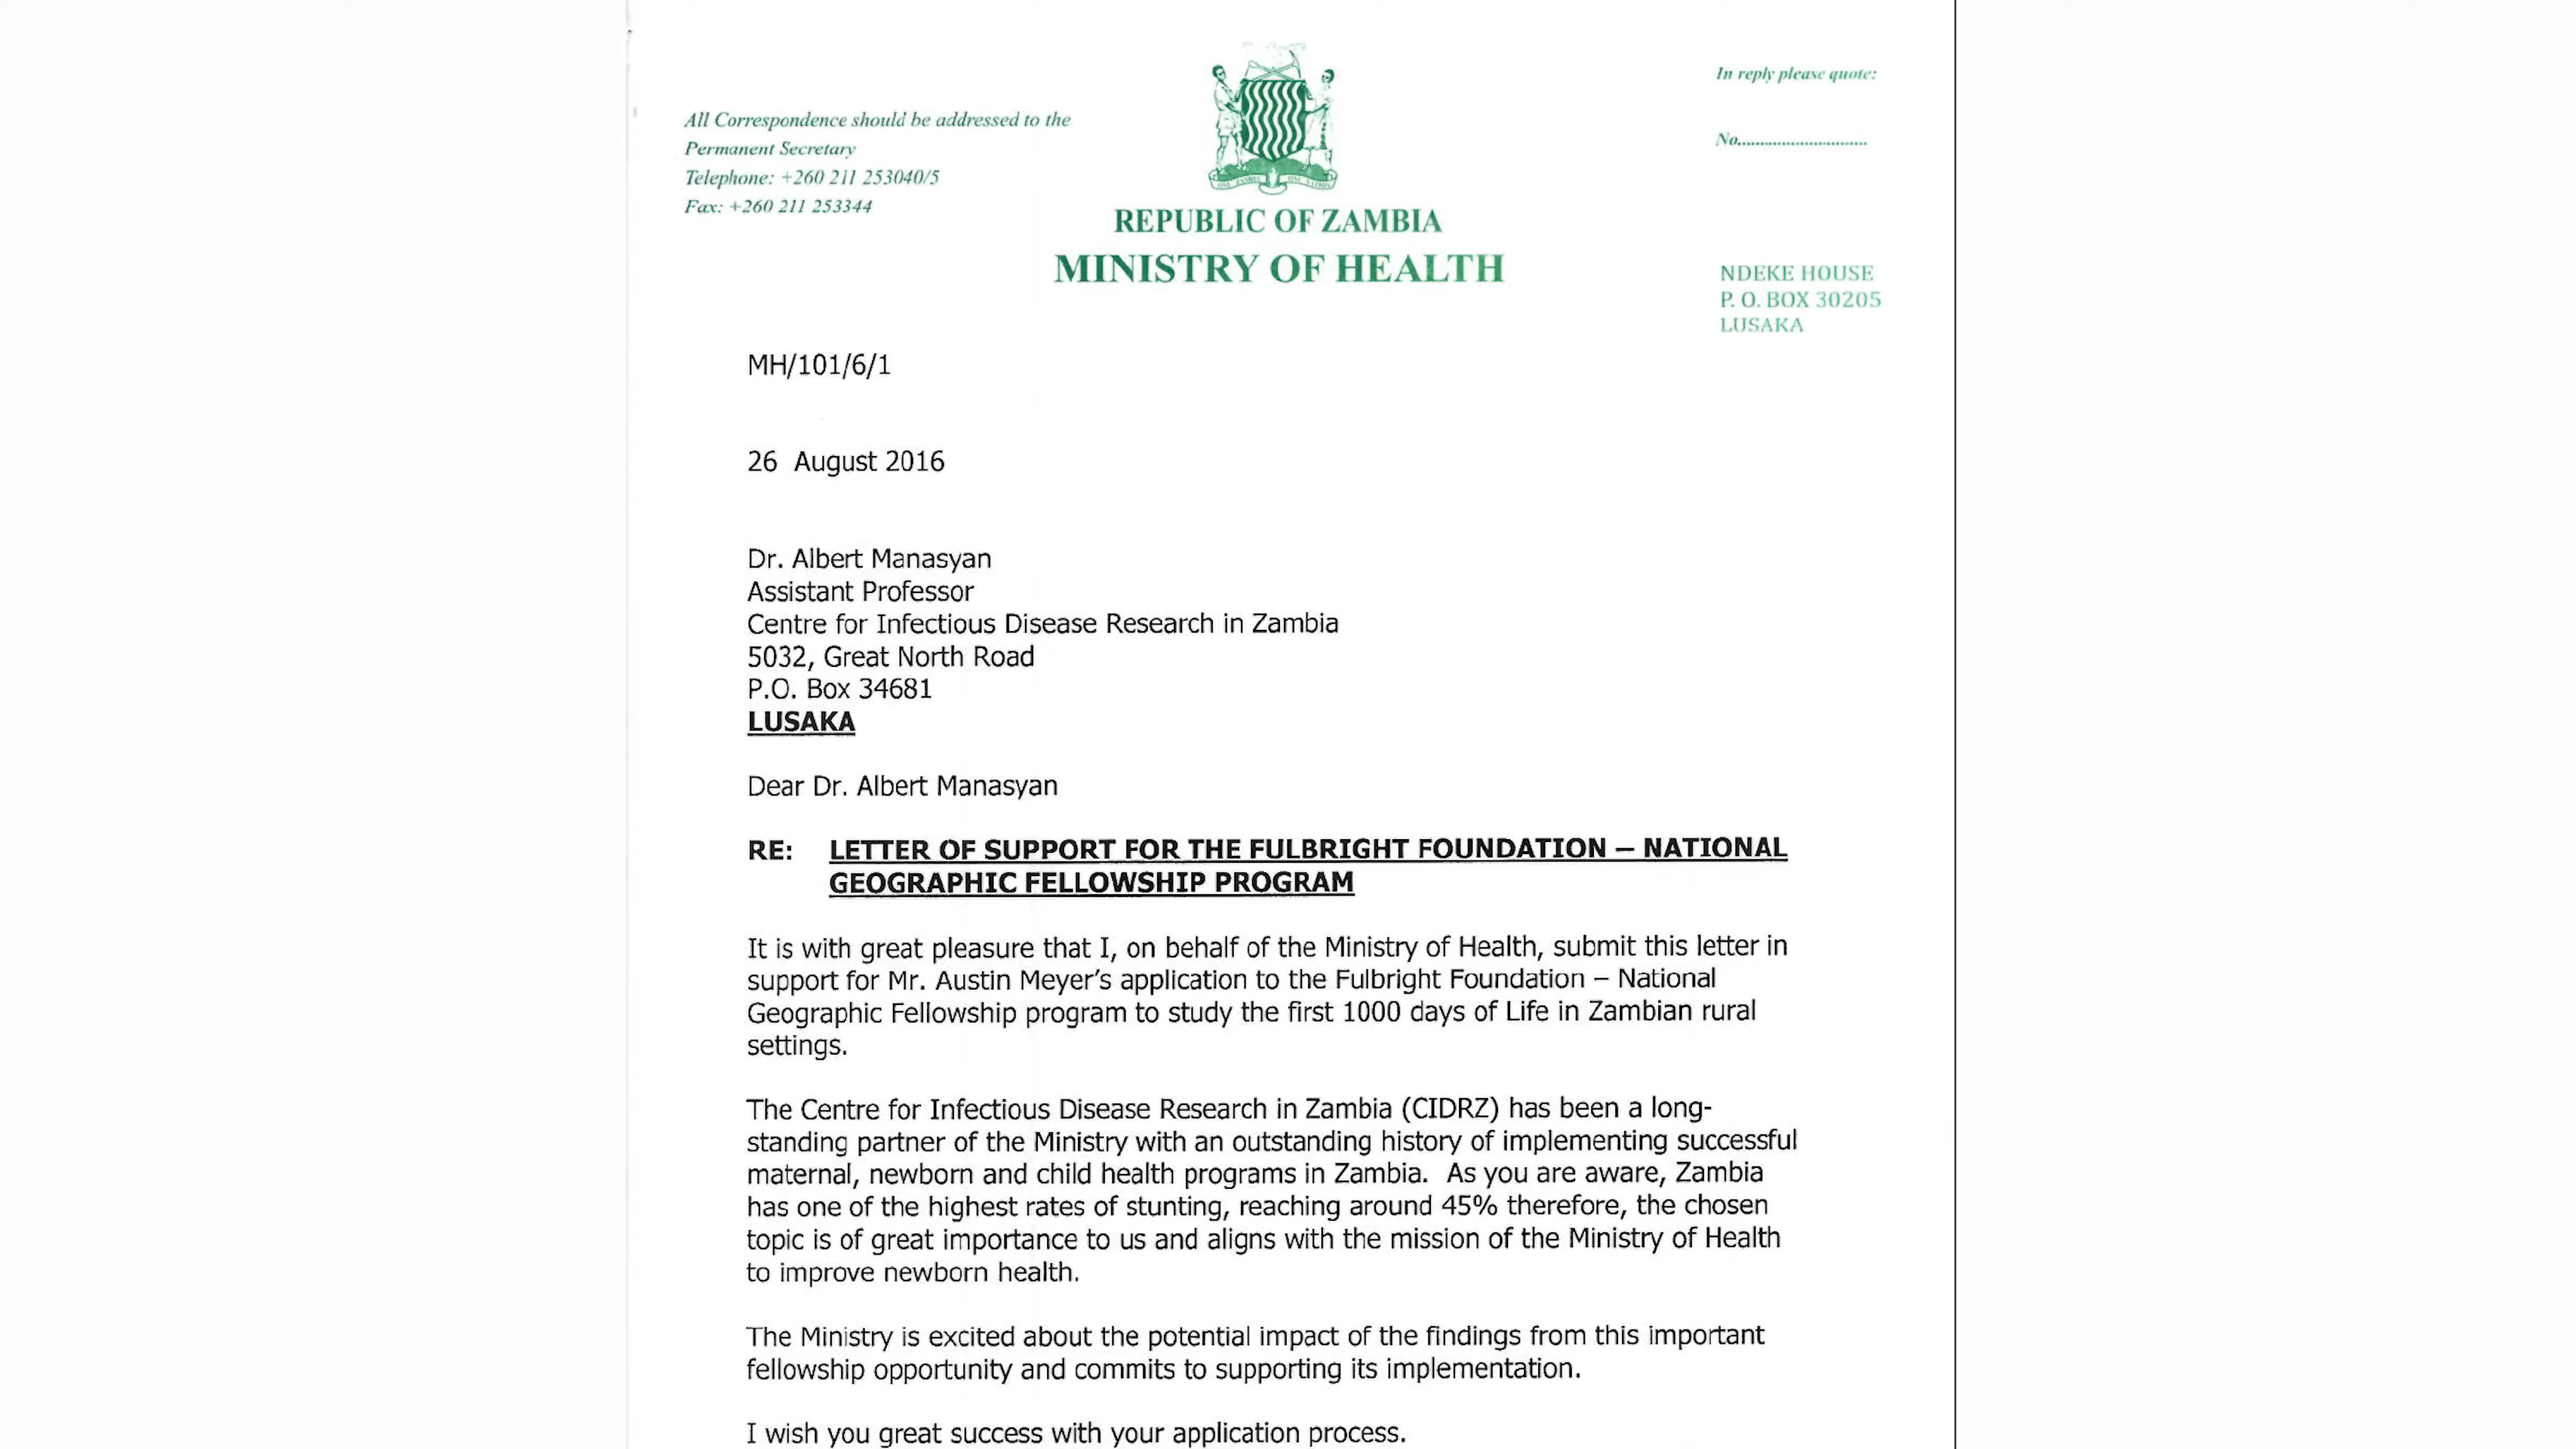 All Correspondence should be addressed to the
Permanent Secretary
Telephone: +260 211 253040/5
Fax: +260 211 253344
In reply please quote:
No..............................
REPUBLIC OF ZAMBIA
MINISTRY OF HEALTH
NDEKE HOUSE
P. O. BOX 30205
LUSAKA
MH/101/6/1
26 August 2016
Dr. Albert Manasyan
Assistant Professor
Centre for Infectious Disease Research in Zambia
5032, Great North Road
P.O. Box 34681
LUSAKA
Dear Dr. Albert Manasyan
RE: LETTER OF SUPPORT FOR THE FULBRIGHT FOUNDATION – NATIONAL
GEOGRAPHIC FELLOWSHIP PROGRAM
It is with great pleasure that I, on behalf of the Ministry of Health, submit this letter in
support for Mr. Austin Meyer's application to the Fulbright Foundation – National
Geographic Fellowship program to study the first 1000 days of Life in Zambian rural
settings.
The Centre for Infectious Disease Research in Zambia (CIDRZ) has been a long-
standing partner of the Ministry with an outstanding history of implementing successful
maternal, newborn and child health programs in Zambia. As you are aware, Zambia
has one of the highest rates of stunting, reaching around 45% therefore, the chosen
topic is of great importance to us and aligns with the mission of the Ministry of Health
to improve newborn health.
The Ministry is excited about the potential impact of the findings from this important
fellowship opportunity and commits to supporting its implementation.
I wish you great success with your application process.